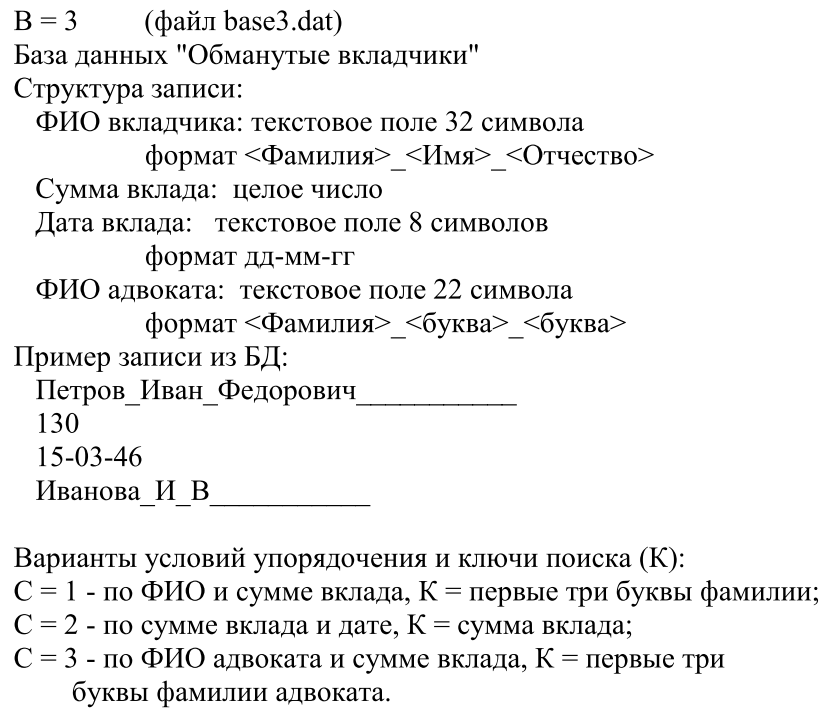 B = 3 (файл base3.dat)
База данных "Обманутые вкладчики"
Структура записи:
ФИО вкладчика: текстовое поле 32 символа
формат <Фамилия>_<Имя>_<Отчество>
Сумма вклада: целое число
Дата вклада: текстовое поле 8 символов
формат дд-мм-гг
ФИО адвоката: текстовое поле 22 символа
формат <Фамилия>_<буква>_<буква>
Пример записи из БД:
Петров_Иван_Федорович___________
130
15-03-46
Иванова_И_В___________
Варианты условий упорядочения и ключи поиска (К):
С = 1 - по ФИО и сумме вклада, К = первые три буквы фамилии;
С = 2 - по сумме вклада и дате, К = сумма вклада;
С = 3 - по ФИО адвоката и сумме вклада, К = первые три
буквы фамилии адвоката.